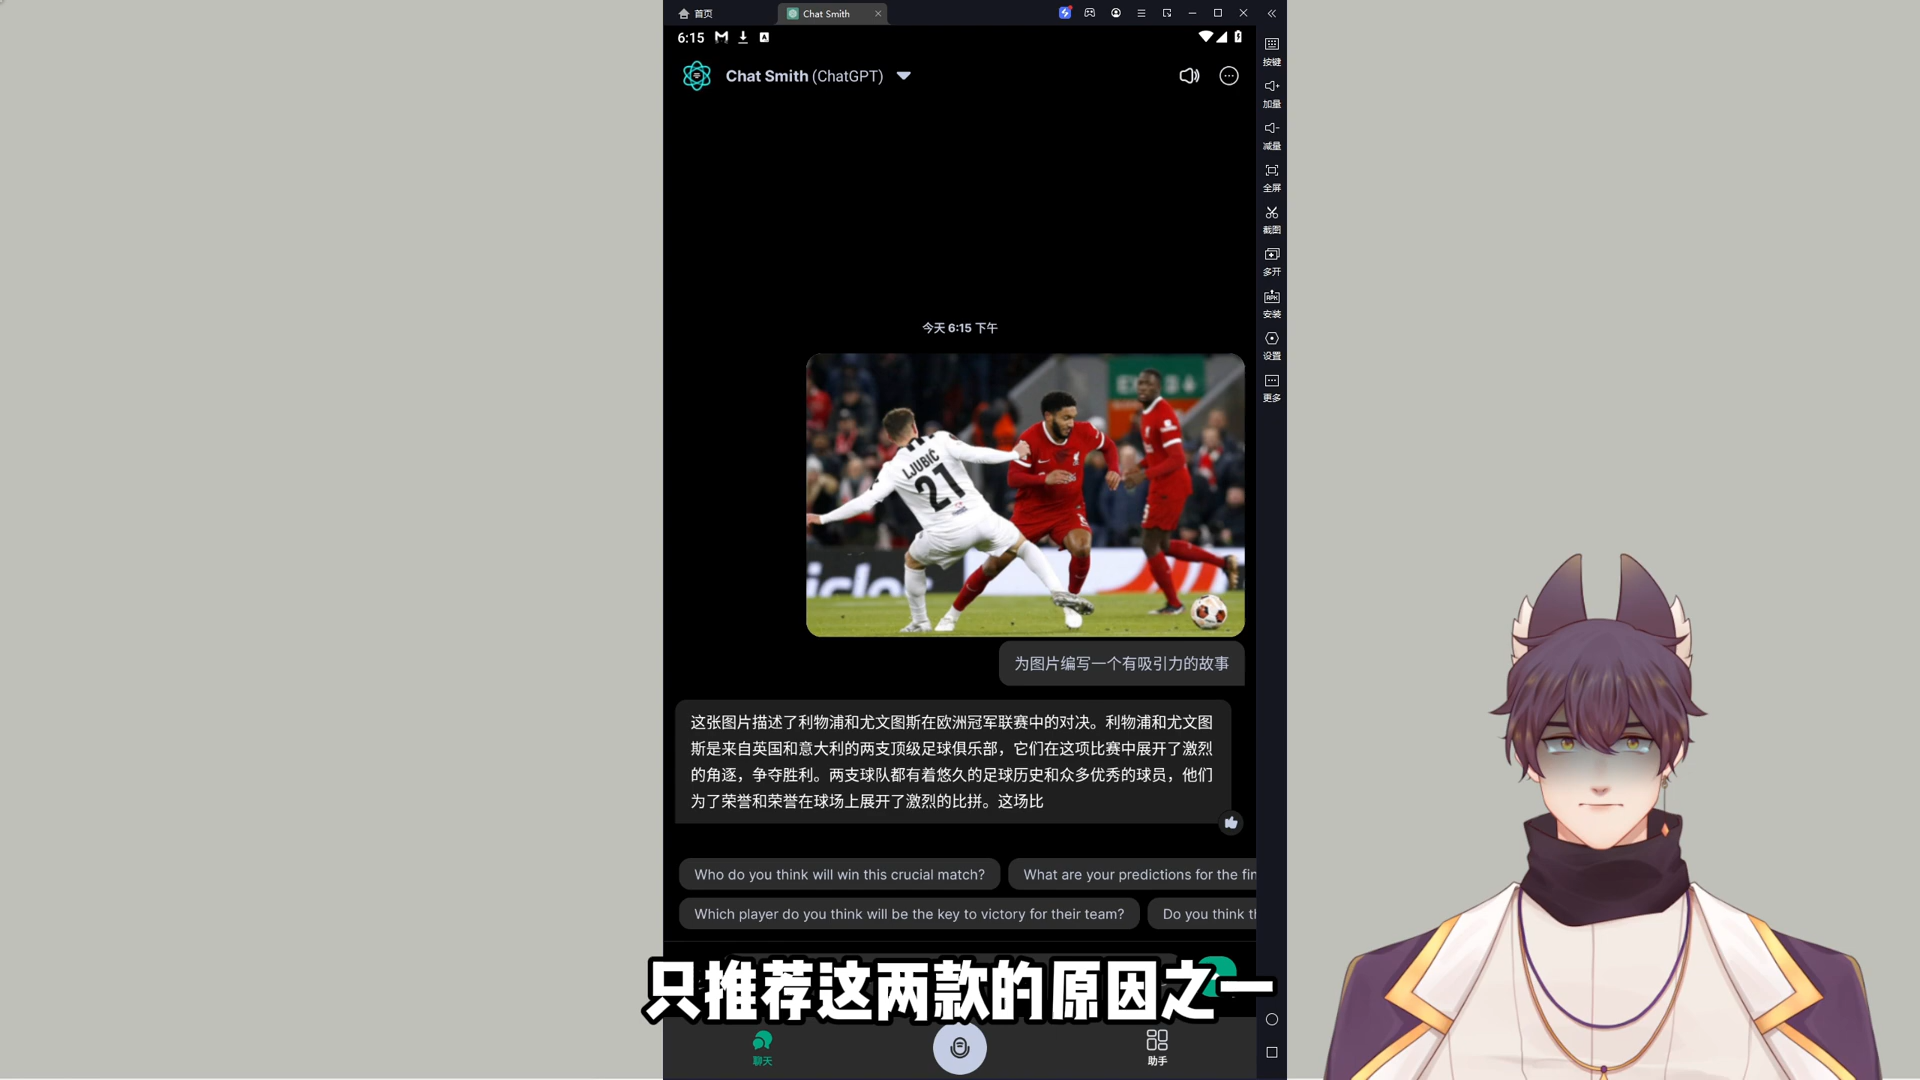 首页
Chat Smith
6:15
Chat Smith (ChatGPT)
按键
加量
减量
全屏
截图
多开
安装
设置
更多
今天 6:15 下午
LJUBIĆ
21
为图片编写一个有吸引力的故事
这张图片描述了利物浦和尤文图斯在欧洲冠军联赛中的对决。利物浦和尤文图
斯是来自英国和意大利的两支顶级足球俱乐部，它们在这项比赛中展开了激烈
的角逐，争夺胜利。两支球队都有着悠久的足球历史和众多优秀的球员，他们
为了荣誉和荣誉在球场上展开了激烈的比拼。这场比
Who do you think will win this crucial match?
What are your predictions for the fin
Which player do you think will be the key to victory for their team?
Do you think th
只推荐这两款的原因之一
聊天
助手